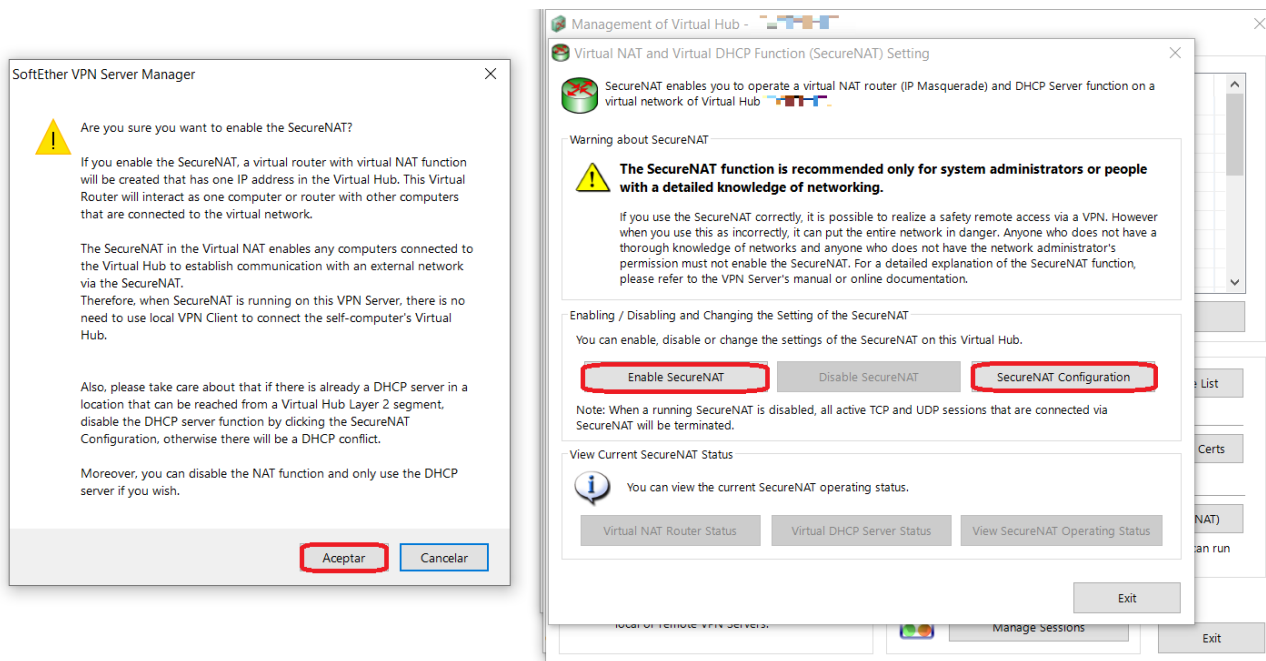 SoftEther VPN Server Manager
Are you sure you want to enable the SecureNAT?
If you enable the SecureNAT, a virtual router with virtual NAT function
will be created that has one IP address in the Virtual Hub. This Virtual
Router will interact as one computer or router with other computers
that are connected to the virtual network.
The SecureNAT in the Virtual NAT enables any computers connected to
the Virtual Hub to establish communication with an external network
via the SecureNAT.
Therefore, when SecureNAT is running on this VPN Server, there is no
need to use local VPN Client to connect the self-computer's Virtual
Hub.
Also, please take care about that if there is already a DHCP server in a
location that can be reached from a Virtual Hub Layer 2 segment,
disable the DHCP server function by clicking the SecureNAT
Configuration, otherwise there will be a DHCP conflict.
Moreover, you can disable the NAT function and only use the DHCP
server if you wish.
Aceptar
Cancelar
Management of Virtual Hub -
Virtual NAT and Virtual DHCP Function (SecureNAT) Setting
SecureNAT enables you to operate a virtual NAT router (IP Masquerade) and DHCP Server function on a
virtual network of Virtual Hub
Warning about SecureNAT
The SecureNAT function is recommended only for system administrators or people
with a detailed knowledge of networking.
If you use the SecureNAT correctly, it is possible to realize a safety remote access via a VPN. However
when you use this as incorrectly, it can put the entire network in danger. Anyone who does not have a
thorough knowledge of networks and anyone who does not have the network administrator's
permission must not enable the SecureNAT. For a detailed explanation of the SecureNAT function,
please refer to the VPN Server's manual or online documentation.
Enabling / Disabling and Changing the Setting of the SecureNAT
You can enable, disable or change the settings of the SecureNAT on this Virtual Hub.
Enable SecureNAT
Disable SecureNAT
SecureNAT Configuration
Note: When a running SecureNAT is disabled, all active TCP and UDP sessions that are connected via
SecureNAT will be terminated.
View Current SecureNAT Status
You can view the current SecureNAT operating status.
Virtual NAT Router Status
Virtual DHCP Server Status
View SecureNAT Operating Status
Exit
List
Certs
NAT)
can run
local or remote VPN Servers.
Manage Sessions
Exit